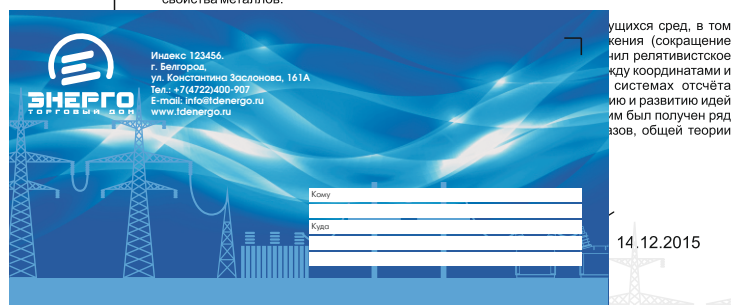 свойства металлов.
ЭНЕРГО
ТОРГОВЫЙ ДОМ
Индекс 123456.
г. Белгород,
ул. Константина Заслонова, 161А
Тел.: +7(4722)400-907
E-mail: info@tdenergo.ru
www.tdenergo.ru
Кому
Куда
ущихся сред, в том
жения (сокращение
нил релятивистское
жду координатами и
системах отсчёта
ию и развитию идей
им был получен ряд
азов, общей теории
14.12.2015